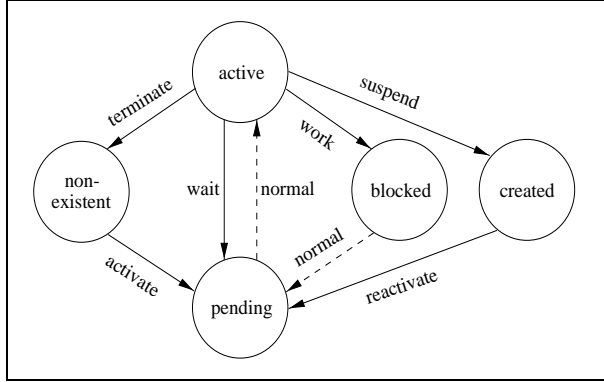 active
terminate
suspend
work
non-
existent
wait
normal
blocked
created
normal
activate
reactivate
pending